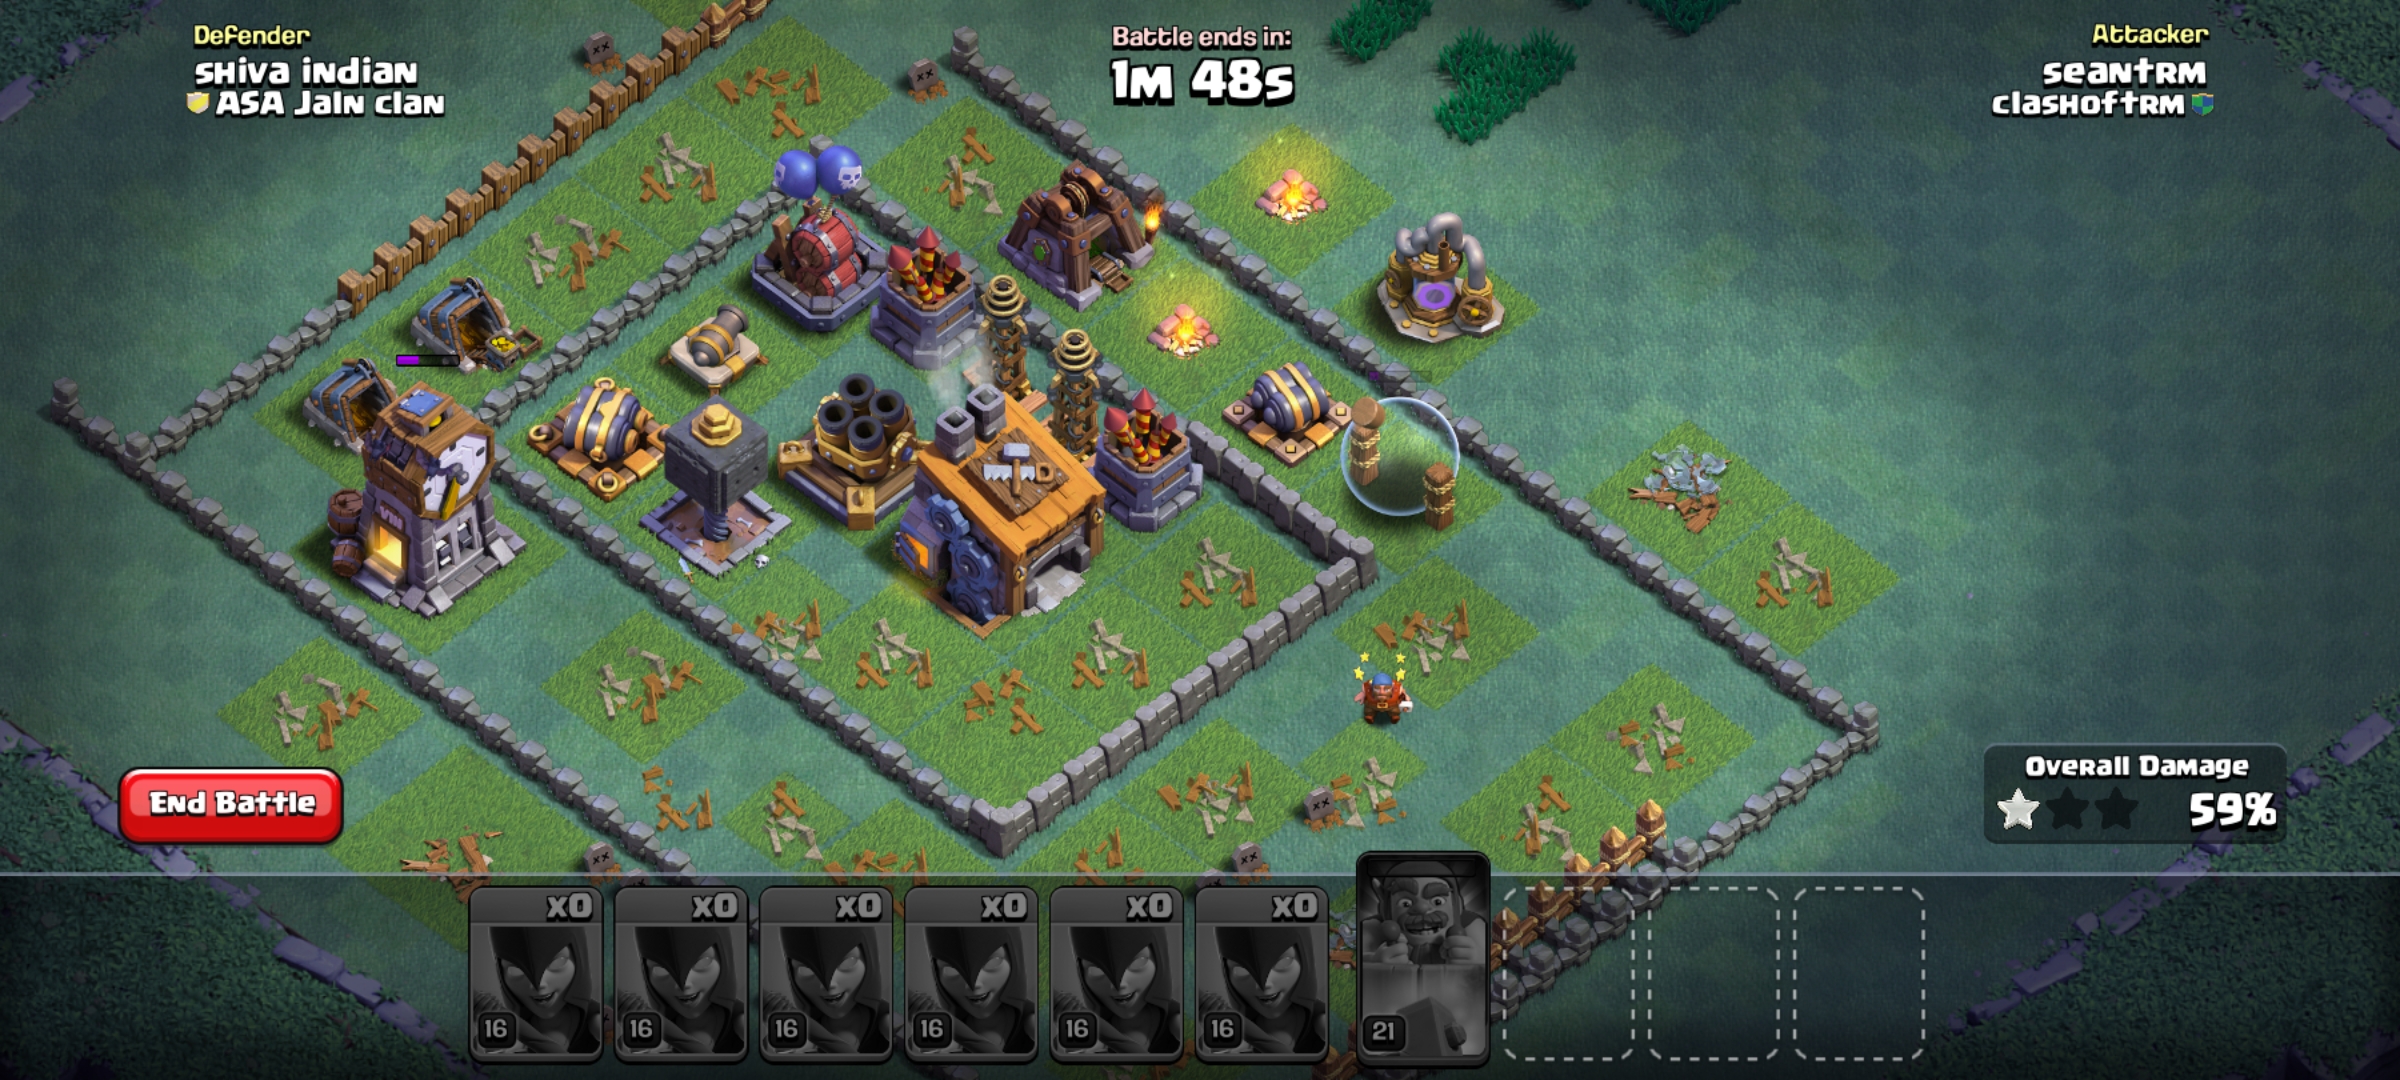 Defender
shiva indian
ASA Jain clan
Battle ends in:
1M 48s
Attacker
seantRM
clashoftRM
End Battle
Overall Damage
59%
x0
x0
x0
x0
x0
x0
16
16
16
16
16
16
21